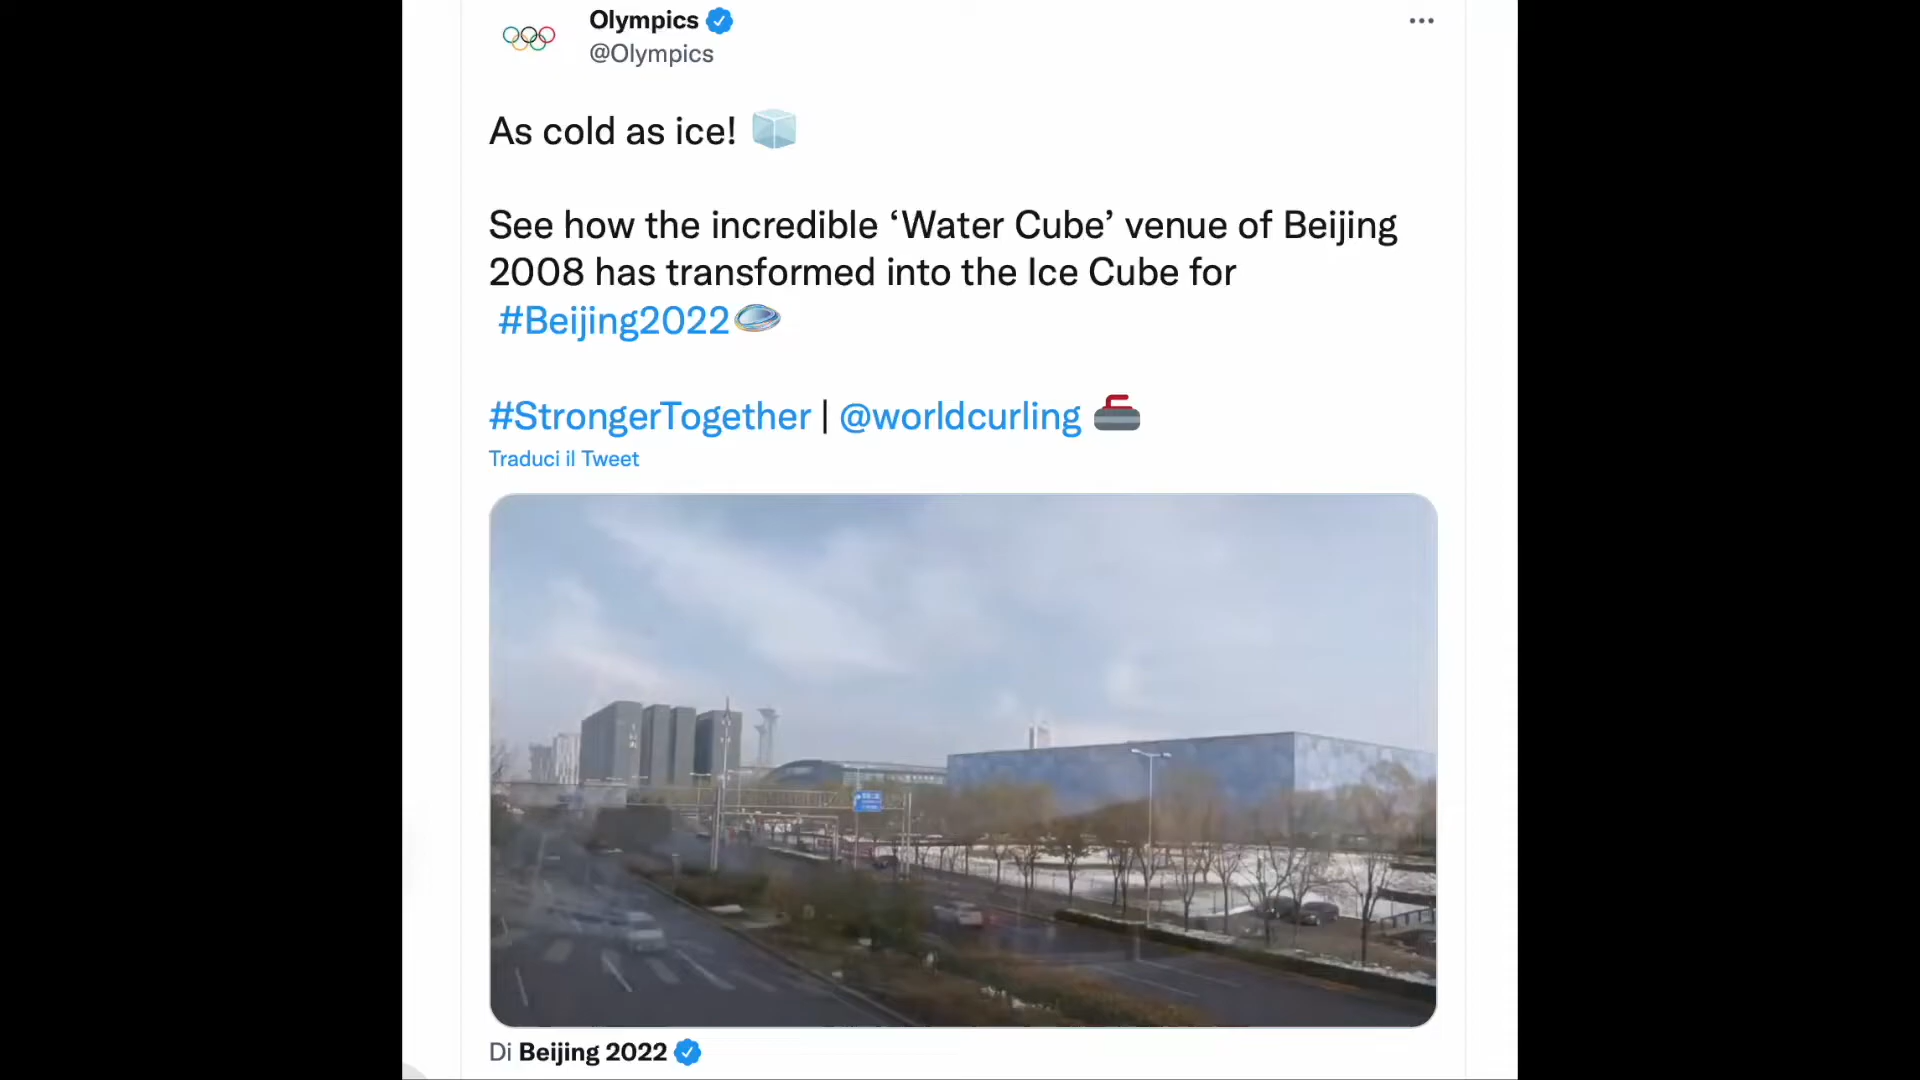 Olympics
@Olympics
As cold as ice!
See how the incredible ‘Water Cube’ venue of Beijing
2008 has transformed into the Ice Cube for
#Beijing2022
#StrongerTogether | @worldcurling
Traduci il Tweet
Di Beijing 2022